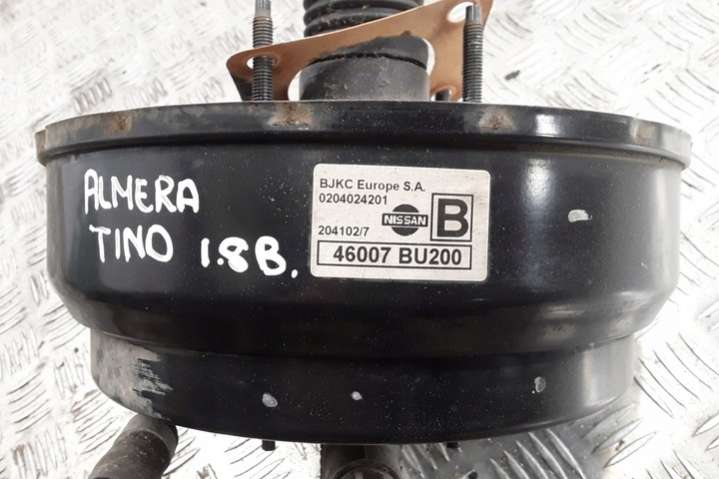 ALMERA
TINO 1.8B.
BJKC Europe S.A.
0204024201
NISSAN
B
204102/7
46007 BU200